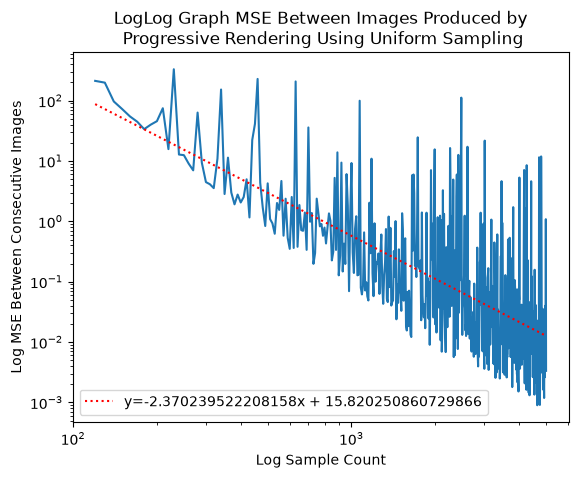 LogLog Graph MSE Between Images Produced by
Progressive Rendering Using Uniform Sampling
Log MSE Between Consecutive Images
10²
10¹
10⁰
10⁻¹
10⁻²
10⁻³
y=-2.370239522208158x + 15.820250860729866
10²
10³
Log Sample Count